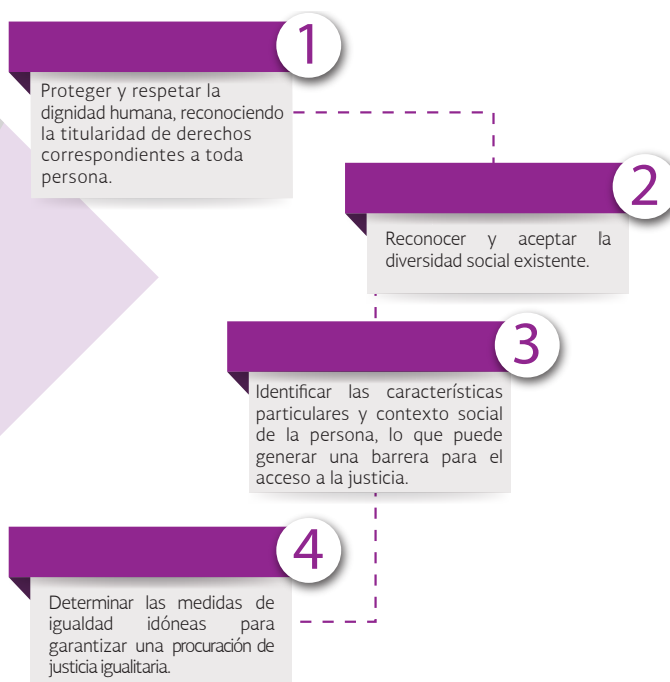 1
Proteger y respetar la
dignidad humana, reconociendo
la titularidad de derechos
correspondientes a toda
persona.
2
Reconocer y aceptar la
diversidad social existente.
3
Identificar las características
particulares y contexto social
de la persona, lo que puede
generar una barrera para el
acceso a la justicia.
4
Determinar las medidas de
igualdad idóneas para
garantizar una procuración de
justicia igualitaria.